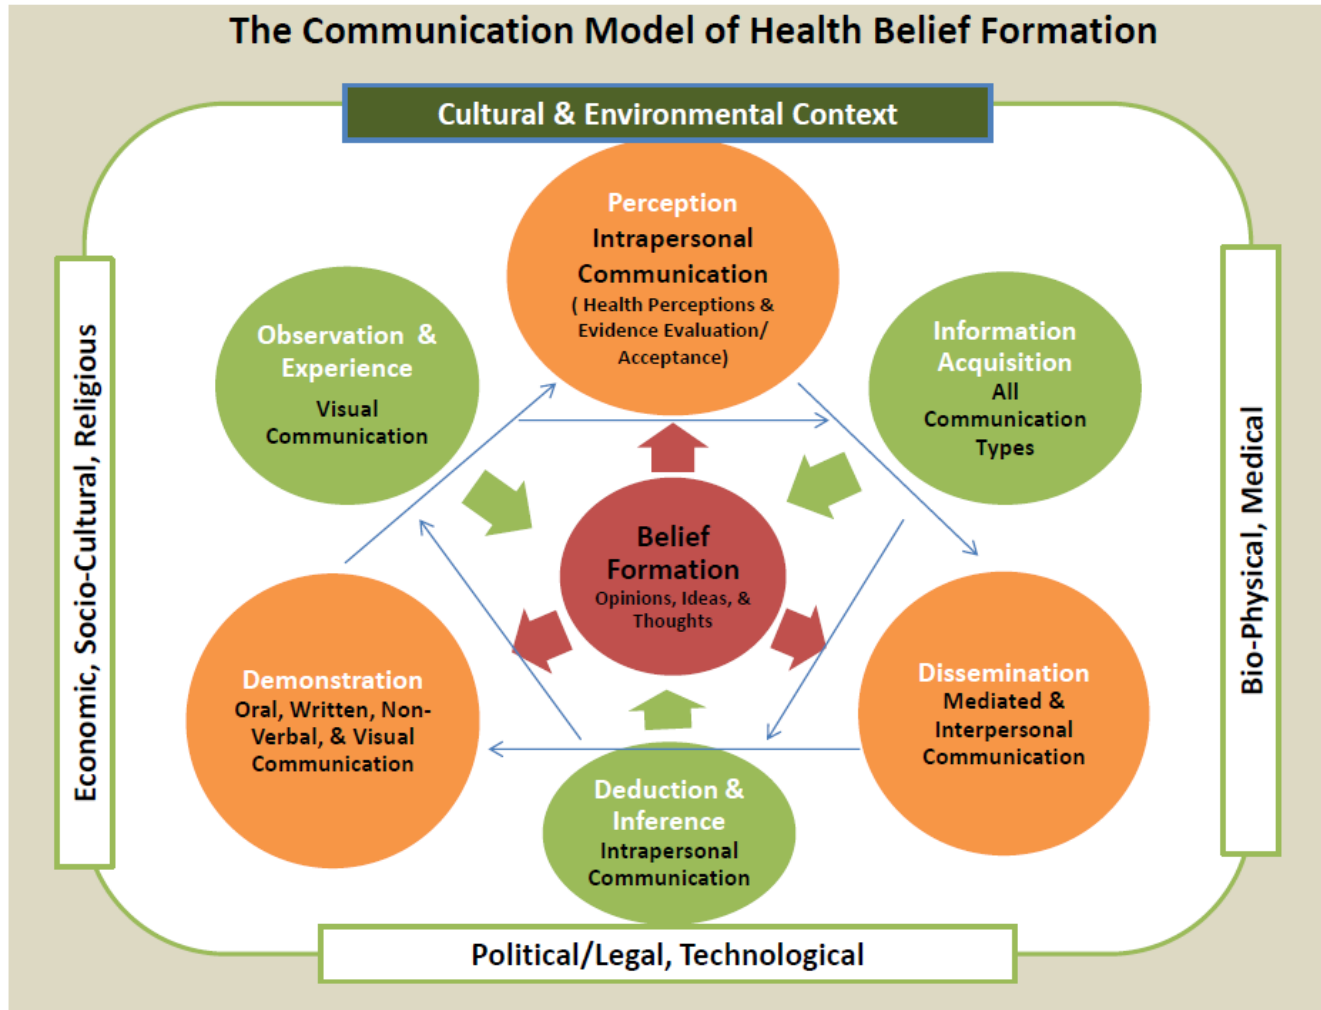 The Communication Model of Health Belief Formation
Cultural & Environmental Context
Perception
Intrapersonal
Communication
( Health Perceptions &
Evidence Evaluation/
Acceptance)
Observation &
Experience
Visual
Communication
Information
Acquisition
All
Communication
Types
Economic, Socio-Cultural, Religious
Bio-Physical, Medical
Belief
Formation
Opinions, Ideas, &
Thoughts
Demonstration
Oral, Written, Non-
Verbal, & Visual
Communication
Dissemination
Mediated &
Interpersonal
Communication
Deduction &
Inference
Intrapersonal
Communication
Political/Legal, Technological